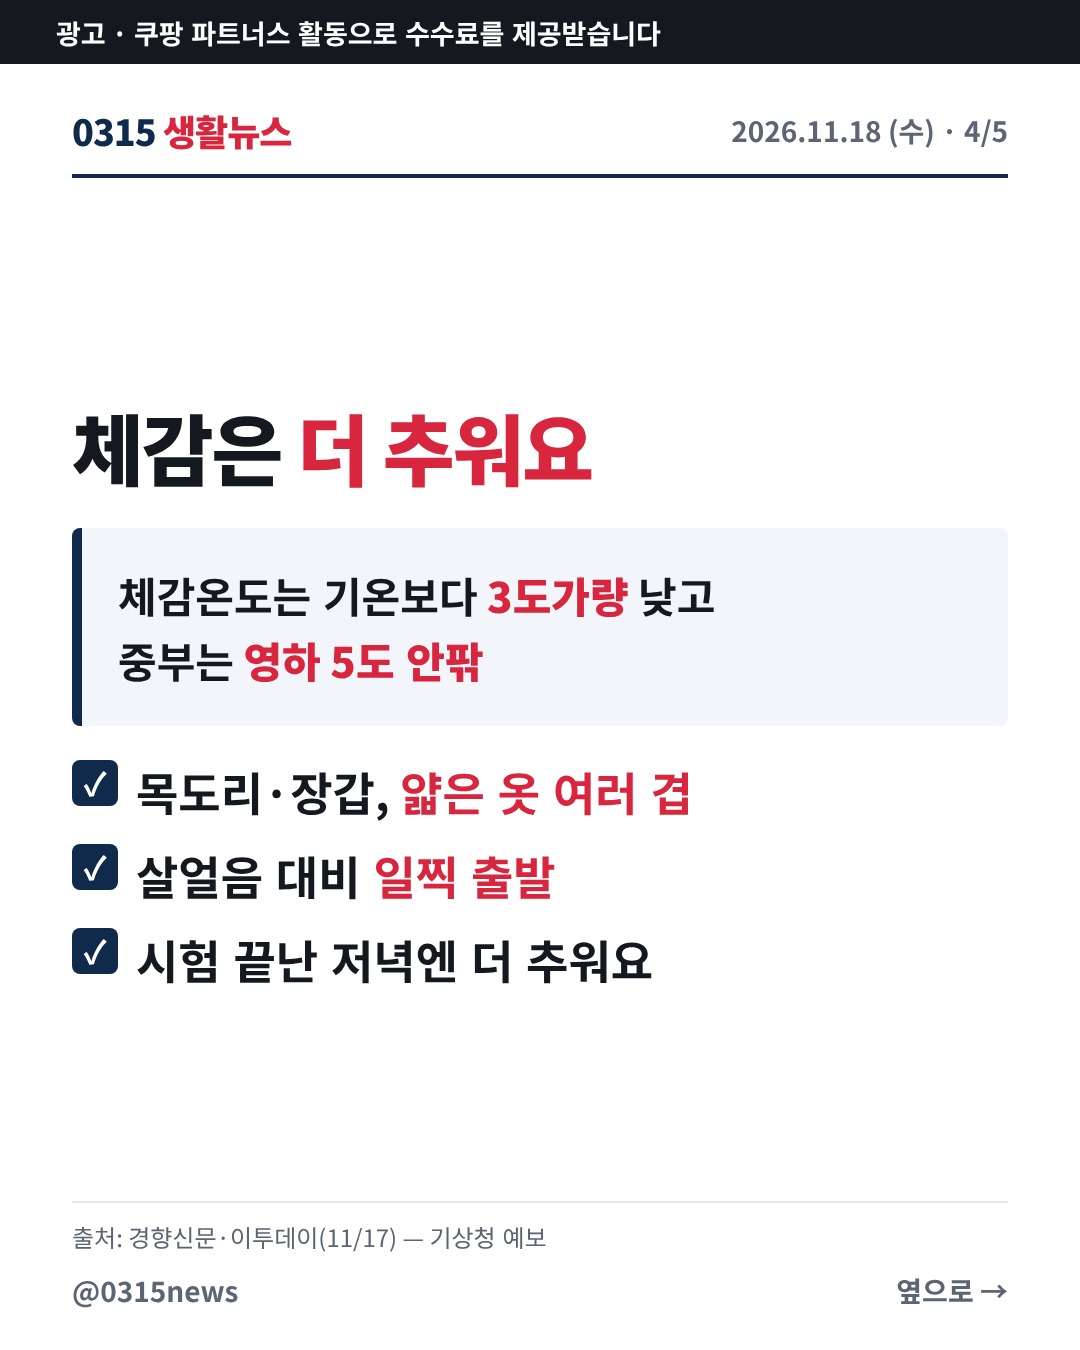 광고 · 쿠팡 파트너스 활동으로 수수료를 제공받습니다
0315 생활뉴스
2026.11.18 (수) · 4/5
체감은 더 추워요
체감온도는 기온보다 3도가량 낮고
중부는 영하 5도 안팎
✓ 목도리·장갑, 얇은 옷 여러 겹
✓ 살얼음 대비 일찍 출발
✓ 시험 끝난 저녁엔 더 추워요
출처: 경향신문·이투데이(11/17) — 기상청 예보
@0315news
옆으로 →